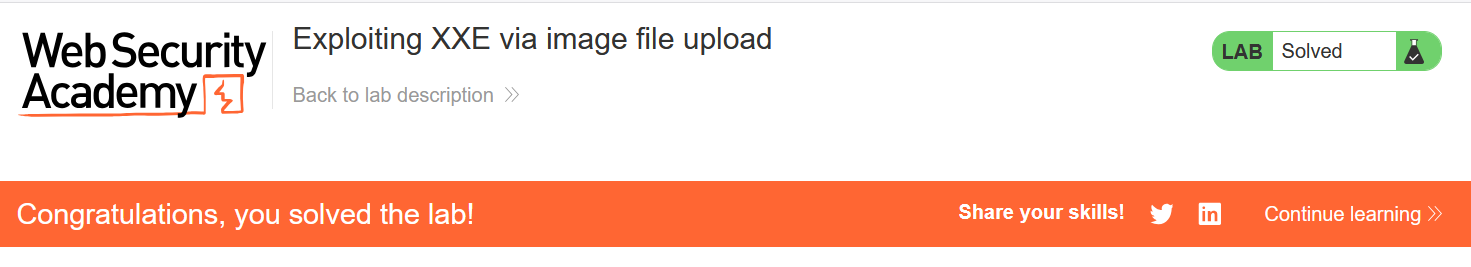 Web Security
Academy
Exploiting XXE via image file upload
Back to lab description
LAB Solved
Congratulations, you solved the lab!
Share your skills!
Continue learning